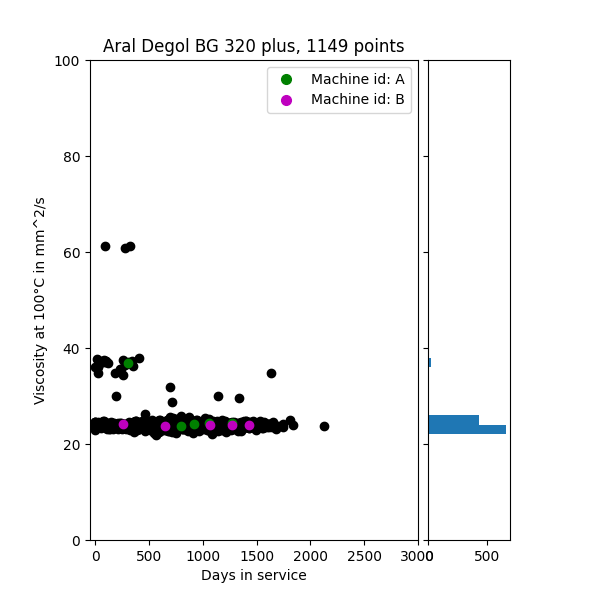 Aral Degol BG 320 plus, 1149 points
Machine id: A
Machine id: B
Viscosity at 100°C in mm^2/s
100
80
60
40
20
0
0 500 1000 1500 2000 2500 3000
0 500
Days in service